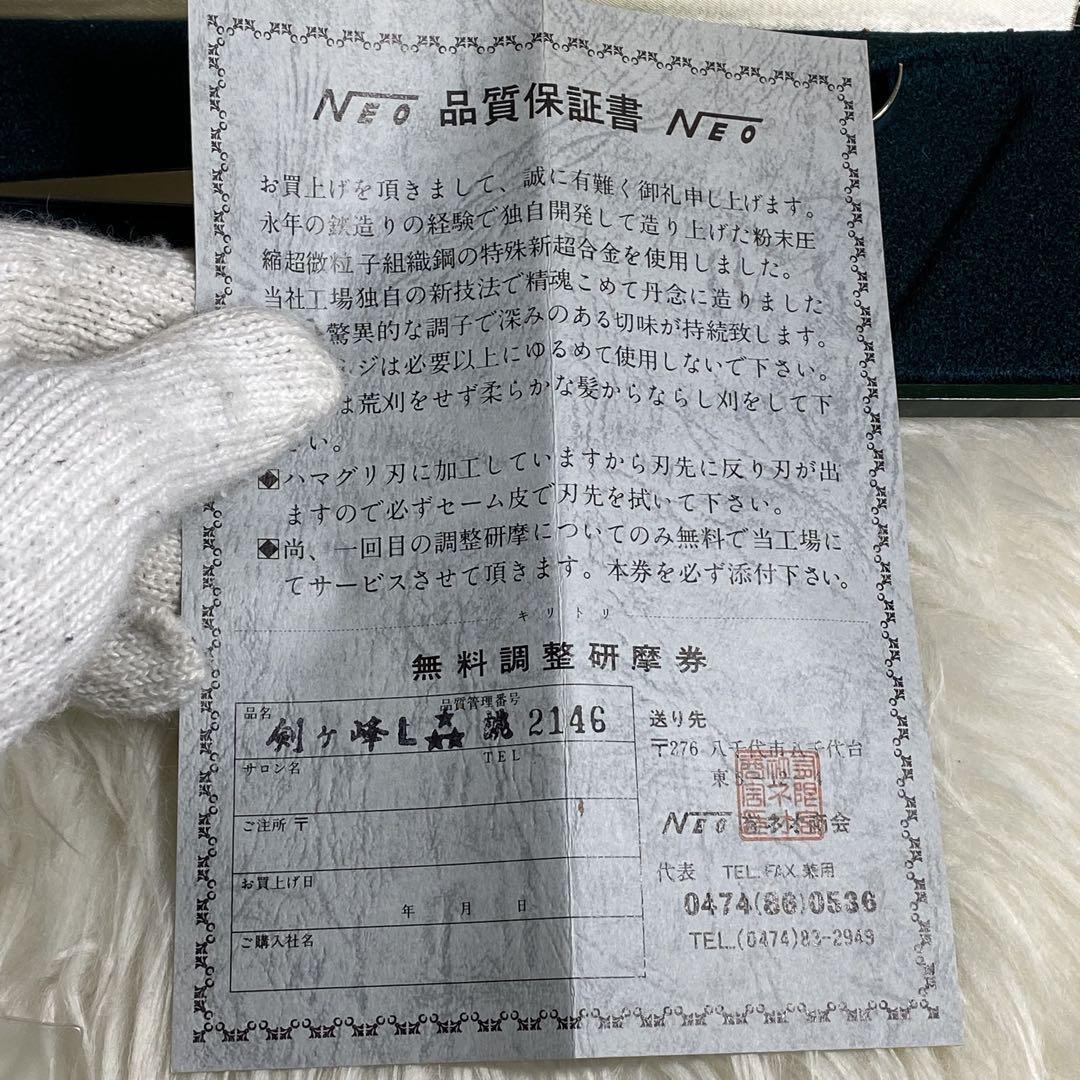 NEO 品質保証書 NEO
お買上げを頂きまして、誠に有難く御礼申し上げます。
永年の鋏造りの経験で独自開発して造り上げた粉末圧
縮超微粒子組織鋼の特殊新超合金を使用しました。
当社工場独自の新技法で精魂こめて丹念に造りました
驚異的な調子で深みのある切味が持続致します。
ジは必要以上にゆるめて使用しないで下さい。
は荒刈をせず柔らかな髪からならし刈をして下
い。
◆ハマグリ刃に加工していますから刃先に反り刃が出
ますので必ずセーム皮で刃先を拭いて下さい。
◆尚、一回目の調整研摩についてのみ無料で当工場に
てサービスさせて頂きます。本券を必ず添付下さい。
キリトリ
無料調整研摩券
品名
品質管理番号
剣ヶ峰L★★★ 2146
サロン名
TEL
ご注所 〒
お買上げ日
年 月 日
ご購入社名
送り先
〒276 八千代市八千代台
東
NEO ネオ商会
代表 TEL.FAX.兼用
0474(86)0536
TEL.(0474)83-2949